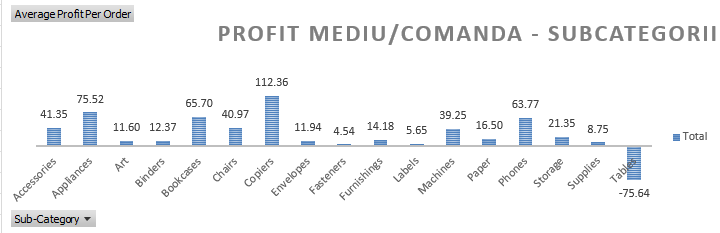 Average Profit Per Order
PROFIT MEDIU/COMANDA - SUBCATEGORII
41.35
75.52
11.60
12.37
65.70
40.97
112.36
11.94
4.54
14.18
5.65
39.25
16.50
63.77
21.35
8.75
-75.64
Accessories
Appliances
Art
Binders
Bookcases
Chairs
Copiers
Envelopes
Fasteners
Furnishings
Labels
Machines
Paper
Phones
Storage
Supplies
Tables
Total
Sub-Category